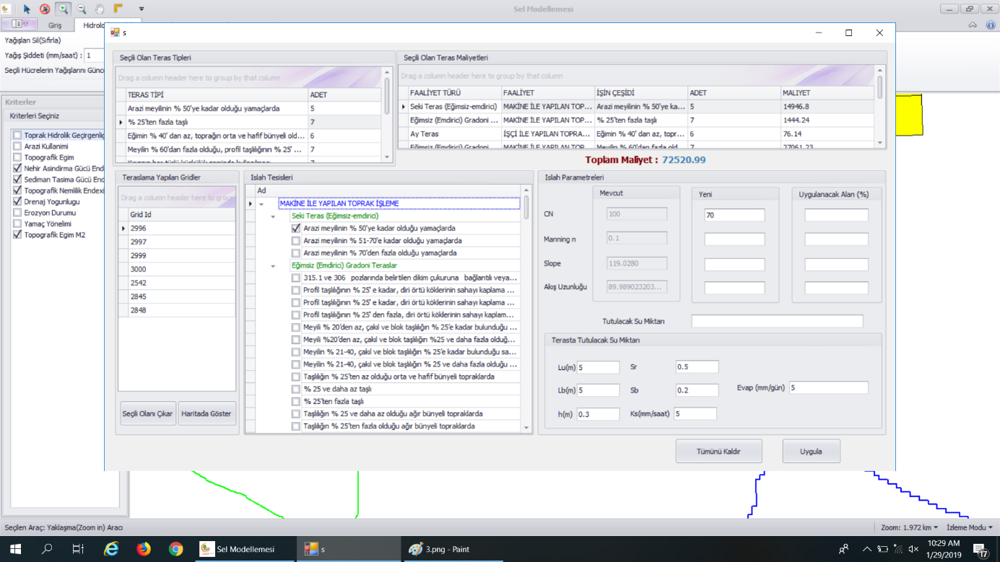 Sel Modellemesi
Giriş
Hidrolo
Yağışları Sil(Sıfırla)
Yağış Şiddeti (mm/saat) : 1
Seçili Hücrelerin Yağışlarını Günc
Kriterler
Kriterleri Seçiniz
Toprak Hidrolik Geçirgenliğ
Arazi Kullanimi
Topografik Egim
Nehir Asindirma Gücü End
Sediman Tasima Gücü End
Topografik Nemlilik Endexi
Drenaj Yogunlugu
Erozyon Durumu
Yamaç Yönelimi
Topografik Egim M2
s
Seçili Olan Teras Tipleri
Drag a column header here to group by that column
TERAS TİPİ ADET
Arazi meyilinin % 50'ye kadar olduğu yamaçlarda 5
% 25'ten fazla taşlı 7
Eğimin % 40' dan az, toprağın orta ve hafif bünyeli old... 6
Meyilin % 60'dan fazla olduğu, profil taşlılığının % 25' ... 7
Seçili Olan Teras Maliyetleri
Drag a column header here to group by that column
FAALİYET TÜRÜ FAALİYET İŞİN ÇEŞİDİ ADET MALIYET
Seki Teras (Eğimsiz-emdirici) MAKİNE İLE YAPILAN TOP... Arazi meyilinin % 50'ye ka... 5 14946.8
Eğimsiz (Emdirici) Gradoni ... MAKİNE İLE YAPILAN TOP... % 25'ten fazla taşlı 7 1444.24
Ay Teras İŞÇİ İLE YAPILAN TOPRA... Eğimin % 40' dan az, topr... 6 76.14
Eğimsiz (Emdirici) Gradoni MAKİNE İLE YAPILAN TOP... Meyilin % 60'dan fazla old... 7 27061.23
Toplam Maliyet : 72520.99
Teraslama Yapılan Gridler
Drag a column header here to group
Grid Id
2996
2997
2999
3000
2542
2845
2848
Seçili Olanı Çıkar
Haritada Göster
Islah Tesisleri
Ad
MAKİNE İLE YAPILAN TOPRAK İŞLEME
Seki Teras (Eğimsiz-emdirici)
Arazi meyilinin % 50'ye kadar olduğu yamaçlarda
Arazi meyilinin % 51-70'e kadar olduğu yamaçlarda
Arazi meyilinin % 70'den fazla olduğu yamaçlarda
Eğimsiz (Emdirici) Gradoni Teraslar
315.1 ve 306 pozlarında belirtilen dikim çukuruna bağlantılı veya...
Profil taşlılığının % 25' e kadar, diri örtü köklerinin sahayı kaplama ...
Profil taşlılığının % 25' e kadar, diri örtü köklerinin sahayı kaplama ...
Profil taşlılığının % 25' den fazla, diri örtü köklerinin sahayı kaplam...
Meyili % 20'den az, çakıl ve blok taşlılığın % 25'e kadar bulunduğu ...
Meyili %20'den az, çakıl ve blok taşlılığın %25 ve daha fazla olduğ...
Meyilin % 21-40, çakıl ve blok taşlılığın % 25'e kadar bulunduğu sa...
Meyilin % 21-40, çakıl ve blok taşlılığın % 25 ve daha fazla olduğu ...
Taşlılığın % 25'ten az olduğu orta ve hafif bünyeli topraklarda
% 25 ve daha az taşlı
% 25'ten fazla taşlı
Taşlılığın % 25 ve daha az olduğu ağır bünyeli topraklarda
Taşlılığın % 25'ten fazla olduğu ağır bünyeli topraklarda
Islah Parametreleri
Mevcut Yeni Uygulanacak Alan (%)
CN 100 70
Manning n 0.1
Slope 119.0280
Akış Uzunluğu 89.989023203...
Tutulacak Su Miktarı
Terasta Tutulacak Su Miktarı
Lu(m) 5 Sr 0.5
Lb(m) 5 Sb 0.2 Evap (mm/gün) 5
h(m) 0.3 Ks(mm/saat) 5
Tümünü Kaldır
Uygula
Seçilen Araç: Yaklaşma(Zoom in) Aracı
Zoom: 1.972 km
İzleme Modu
Sel Modellemesi
s
3.png - Paint
10:29 AM
1/29/2019
17